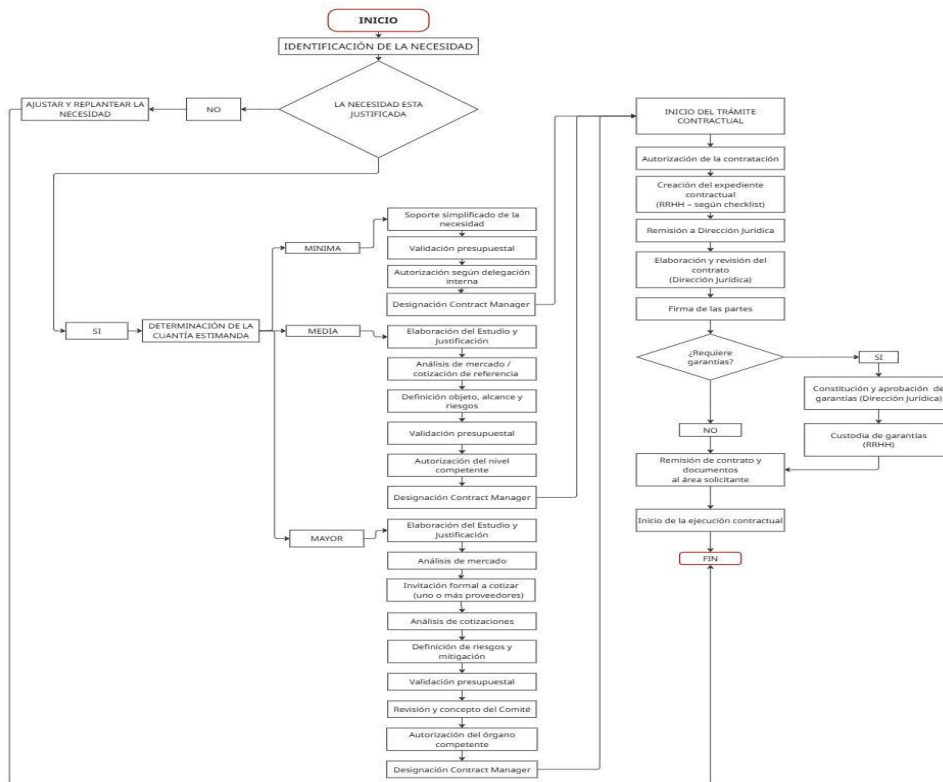 INICIO
IDENTIFICACIÓN DE LA NECESIDAD
LA NECESIDAD ESTA
JUSTIFICADA
NO
AJUSTAR Y REPLANTEAR LA
NECESIDAD
SI
DETERMINACIÓN DE LA
CUANTÍA ESTIMANDA
MINIMA
Soporte simplificado de la
necesidad
Validación presupuestal
Autorización según delegación
interna
Designación Contract Manager
MEDIA
Elaboración del Estudio y
Justificación
Análisis de mercado /
cotización de referencia
Definición objeto, alcance y
riesgos
Validación presupuestal
Autorización del nivel
competente
Designación Contract Manager
MAYOR
Elaboración del Estudio y
Justificación
Análisis de mercado
Invitación formal a cotizar
(uno o más proveedores)
Análisis de cotizaciones
Definición de riesgos y
mitigación
Validación presupuestal
Revisión y concepto del Comité
Autorización del órgano
competente
Designación Contract Manager
INICIO DEL TRÁMITE
CONTRACTUAL
Autorización de la contratación
Creación del expediente
contractual
(RRHH – según checklist)
Remisión a Dirección Jurídica
Elaboración y revisión del
contrato
(Dirección Jurídica)
Firma de las partes
¿Requiere
garantías?
SI
Constitución y aprobación de
garantías (Dirección Jurídica)
Custodia de garantías
(RRHH)
NO
Remisión de contrato y
documentos
al área solicitante
Inicio de la ejecución contractual
FIN